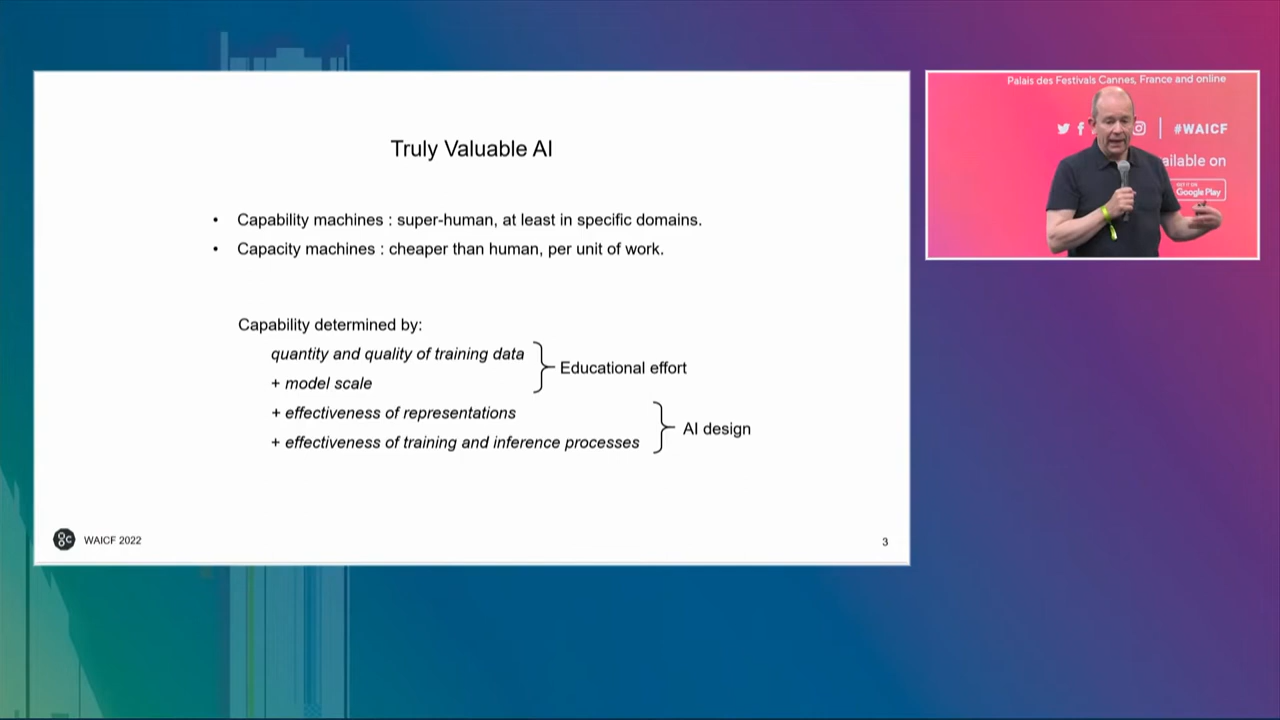 Truly Valuable AI
• Capability machines : super-human, at least in specific domains.
• Capacity machines : cheaper than human, per unit of work.
Capability determined by:
quantity and quality of training data
+ model scale
Educational effort
+ effectiveness of representations
+ effectiveness of training and inference processes
AI design
WAICF 2022
3
Palais des Festivals Cannes, France and online
#WAICF
ailable on
GET IT ON
Google Play